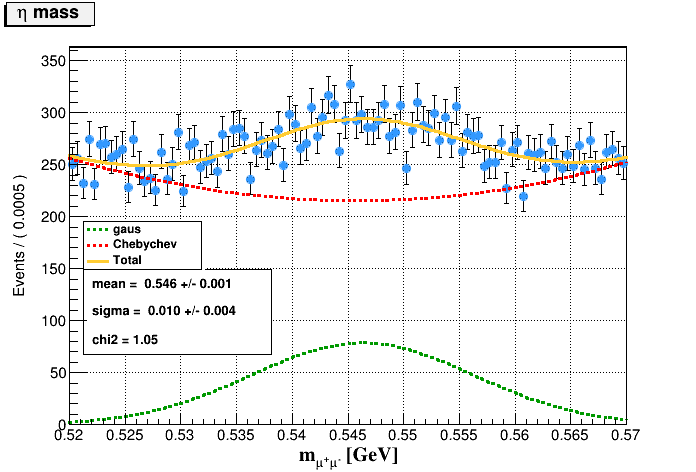 η mass
350
300
250
200
150
100
50
0
Events / ( 0.0005 )
gaus
Chebychev
Total
mean = 0.546 +/- 0.001
sigma = 0.010 +/- 0.004
chi2 = 1.05
0.52 0.525 0.53 0.535 0.54 0.545 0.55 0.555 0.56 0.565 0.57
m_μ⁺μ⁻ [GeV]